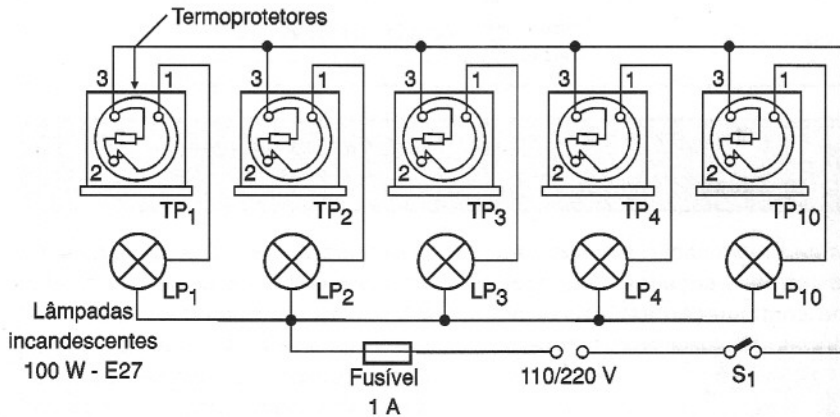 Termoprotetores
3 1 3 1 3 1 3 1 3 1
2 2 2 2 2
TP1 TP2 TP3 TP4 TP10
LP1 LP2 LP3 LP4 LP10
Lâmpadas
incandescentes
100 W - E27
Fusível
1 A
110/220 V
S1